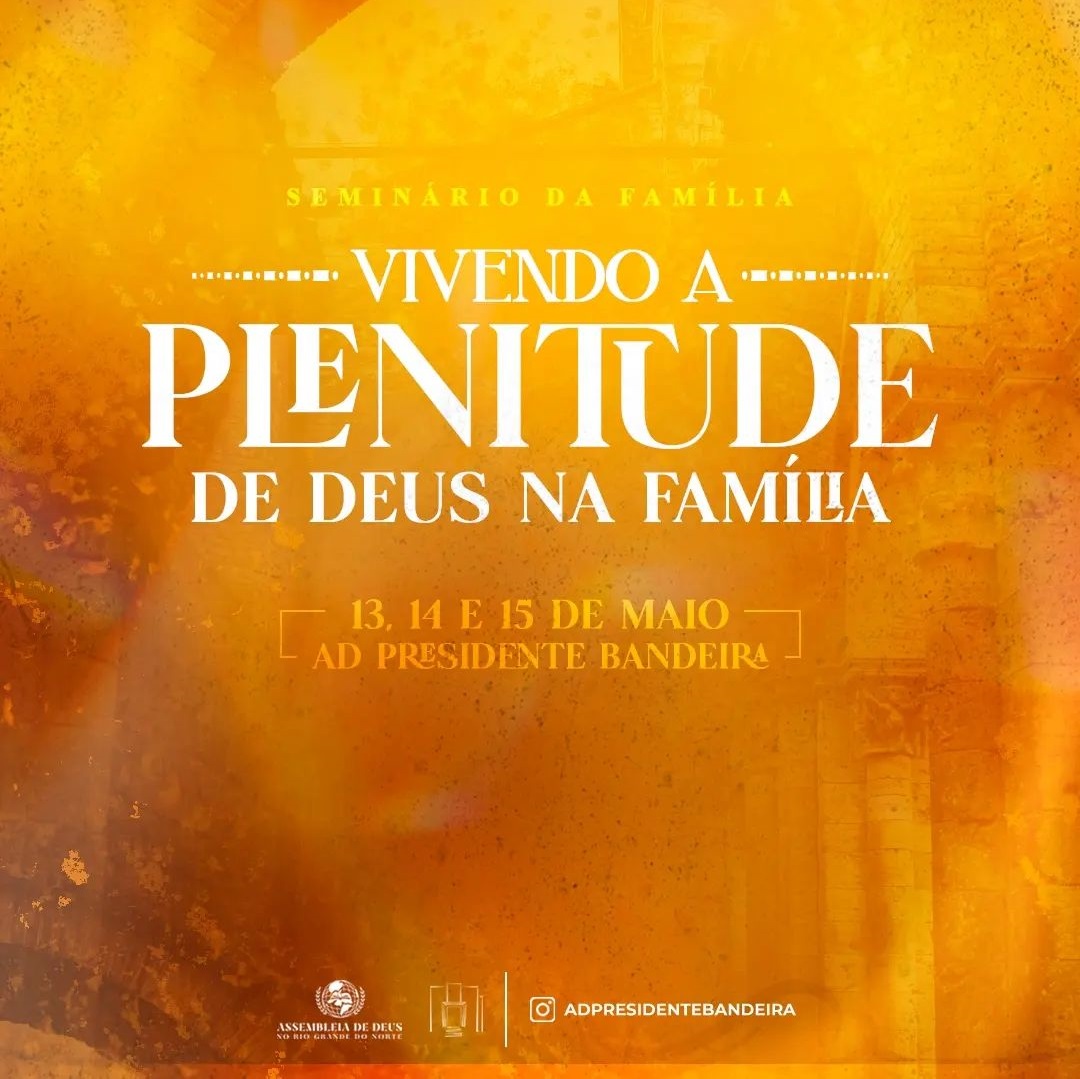 SEMINÁRIO DA FAMÍLIA
VIVENDO A
PLENITUDE
DE DEUS NA FAMÍLIA
13, 14 E 15 DE MAIO
AD PRESIDENTE BANDEIRA
ASSEMBLEIA DE DEUS
NO RIO GRANDE DO NORTE
ADPRESIDENTEBANDEIRA